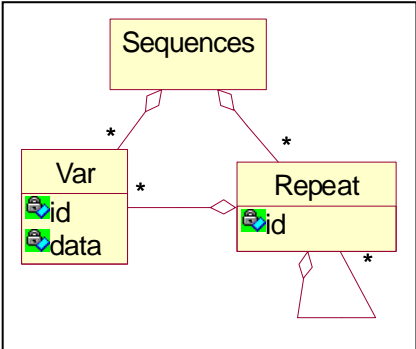 Sequences
*
*
Var
id
data
*
Repeat
id
*